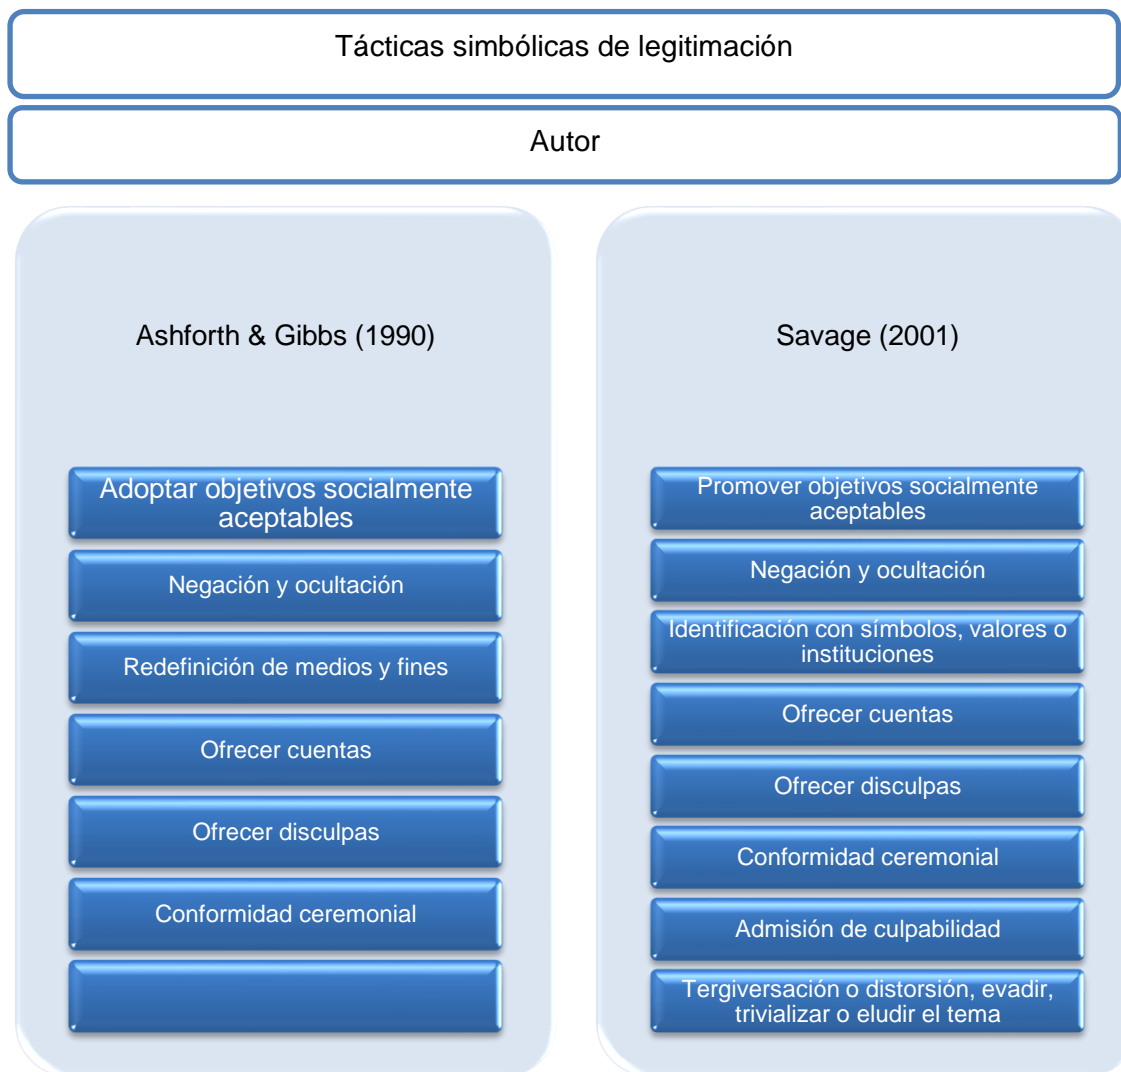 Tácticas simbólicas de legitimación
Autor
Ashforth & Gibbs (1990)
Adoptar objetivos socialmente
aceptables
Negación y ocultación
Redefinición de medios y fines
Ofrecer cuentas
Ofrecer disculpas
Conformidad ceremonial
Savage (2001)
Promover objetivos socialmente
aceptables
Negación y ocultación
Identificación con símbolos, valores o
instituciones
Ofrecer cuentas
Ofrecer disculpas
Conformidad ceremonial
Admisión de culpabilidad
Tergiversación o distorsión, evadir,
trivializar o eludir el tema